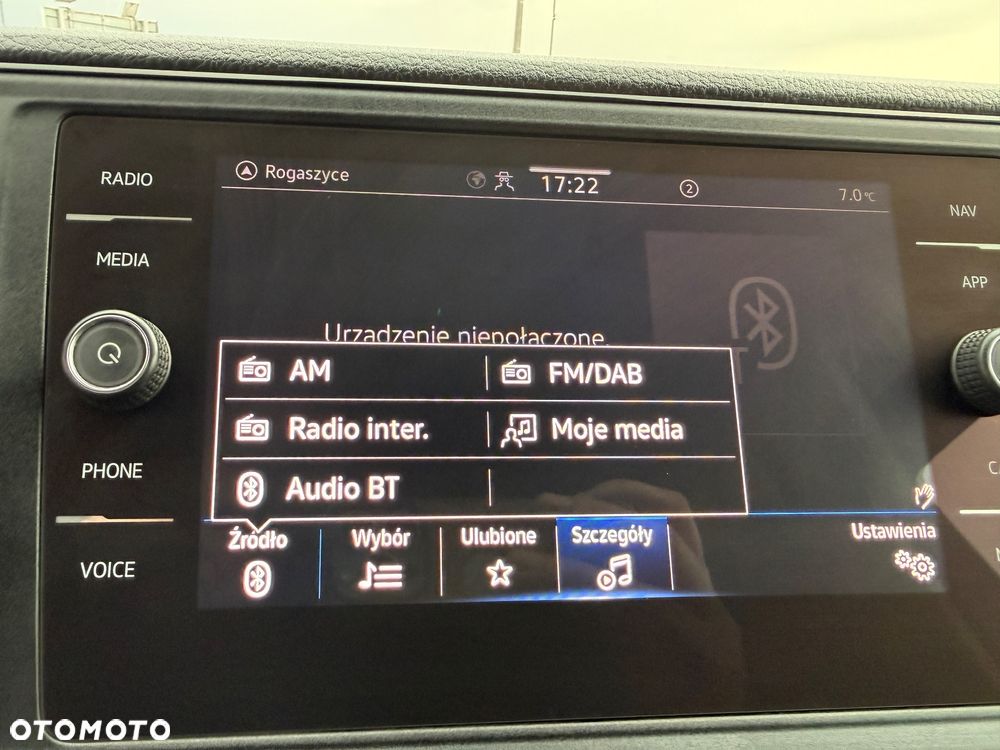 RADIO
MEDIA
PHONE
VOICE
Rogaszyce
17:22
2
7.0°C
NAV
APP
Urządzenie niepołączone.
AM
FM/DAB
Radio inter.
Moje media
Audio BT
Źródło
Wybór
Ulubione
Szczegóły
Ustawienia
OTOMOTO